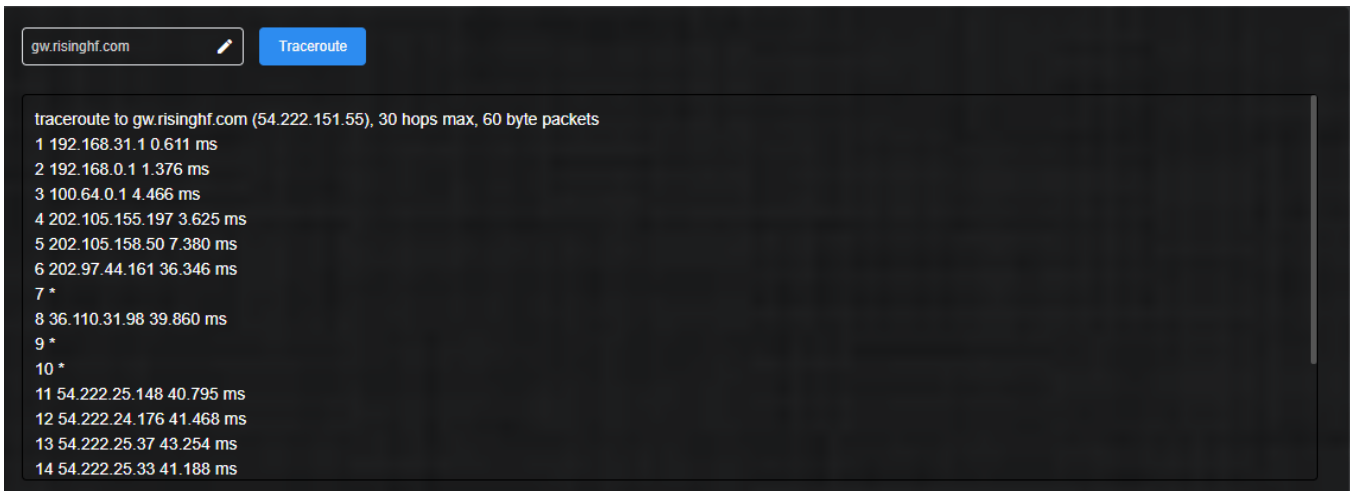 gw.risinghf.com
Traceroute
traceroute to gw.risinghf.com (54.222.151.55), 30 hops max, 60 byte packets
1 192.168.31.1 0.611 ms
2 192.168.0.1 1.376 ms
3 100.64.0.1 4.466 ms
4 202.105.155.197 3.625 ms
5 202.105.158.50 7.380 ms
6 202.97.44.161 36.346 ms
7 *
8 36.110.31.98 39.860 ms
9 *
10 *
11 54.222.25.148 40.795 ms
12 54.222.24.176 41.468 ms
13 54.222.25.37 43.254 ms
14 54.222.25.33 41.188 ms